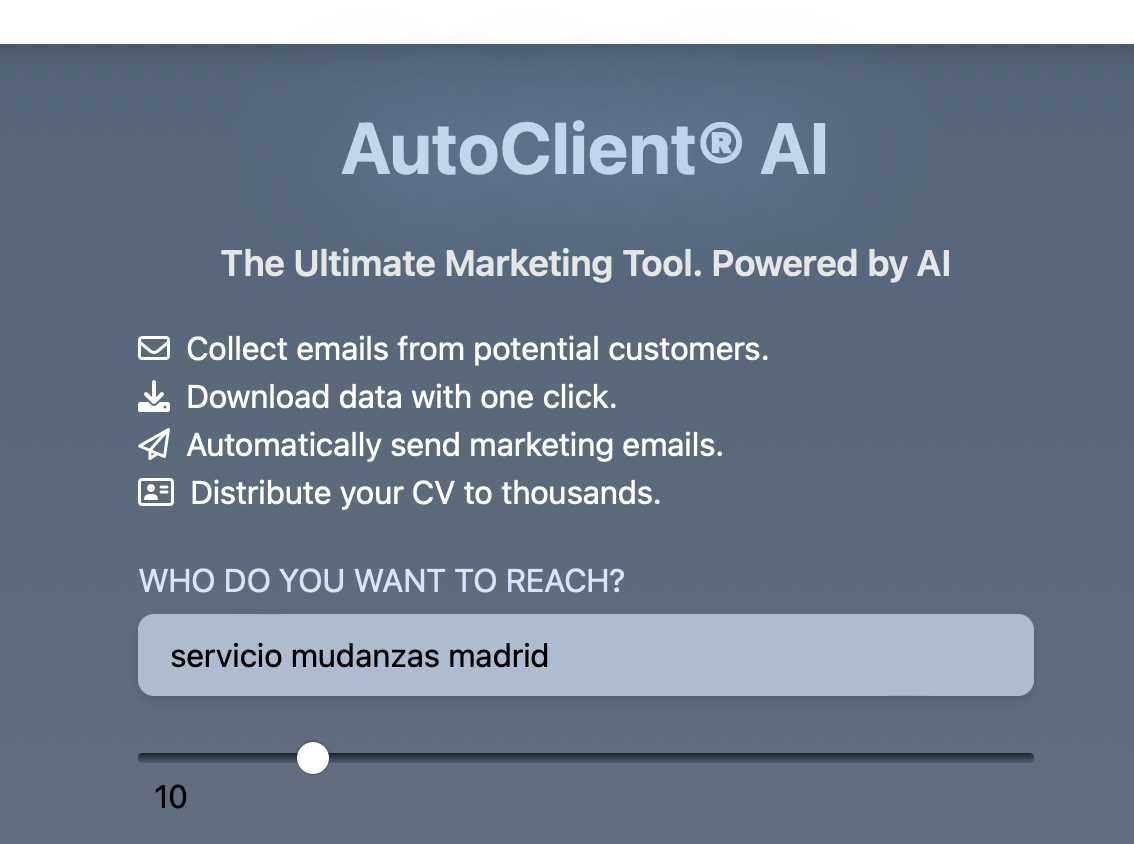 AutoClient® AI
The Ultimate Marketing Tool. Powered by AI
Collect emails from potential customers.
Download data with one click.
Automatically send marketing emails.
Distribute your CV to thousands.
WHO DO YOU WANT TO REACH?
servicio mudanzas madrid
10